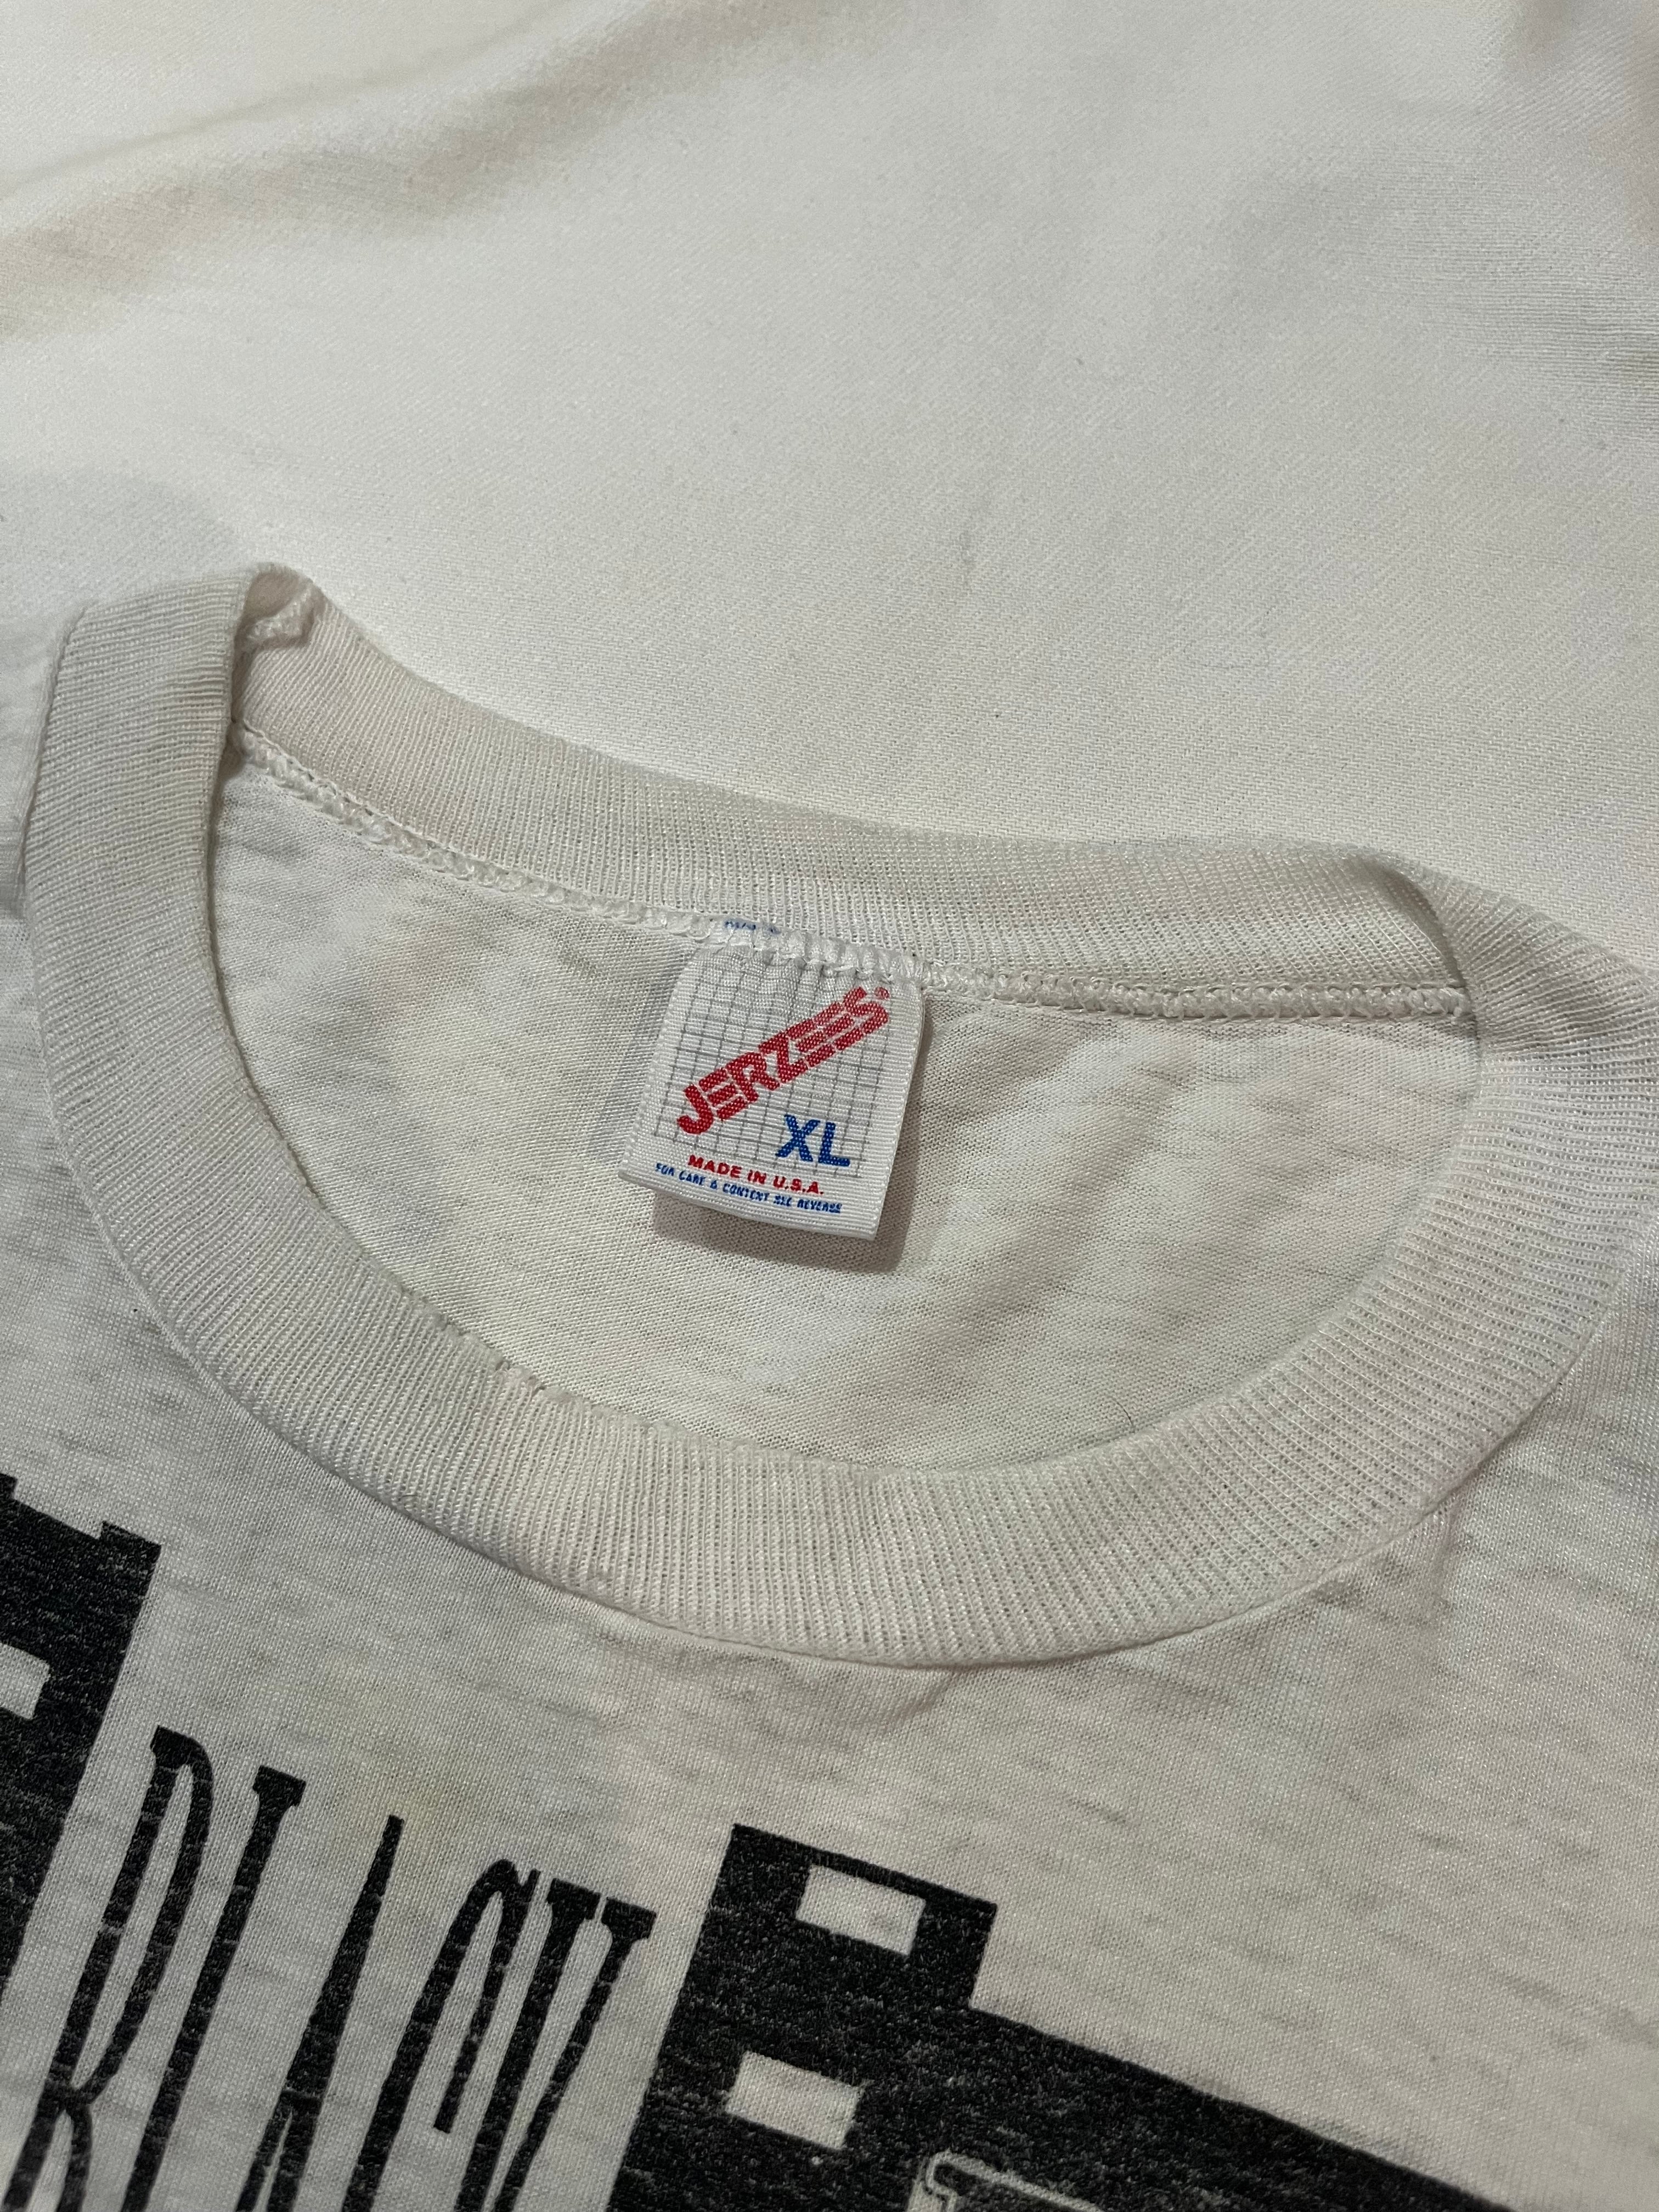 JERZEES®
XL
MADE IN U.S.A.
FOR CARE & CONTENT SEE REVERSE
BLACK